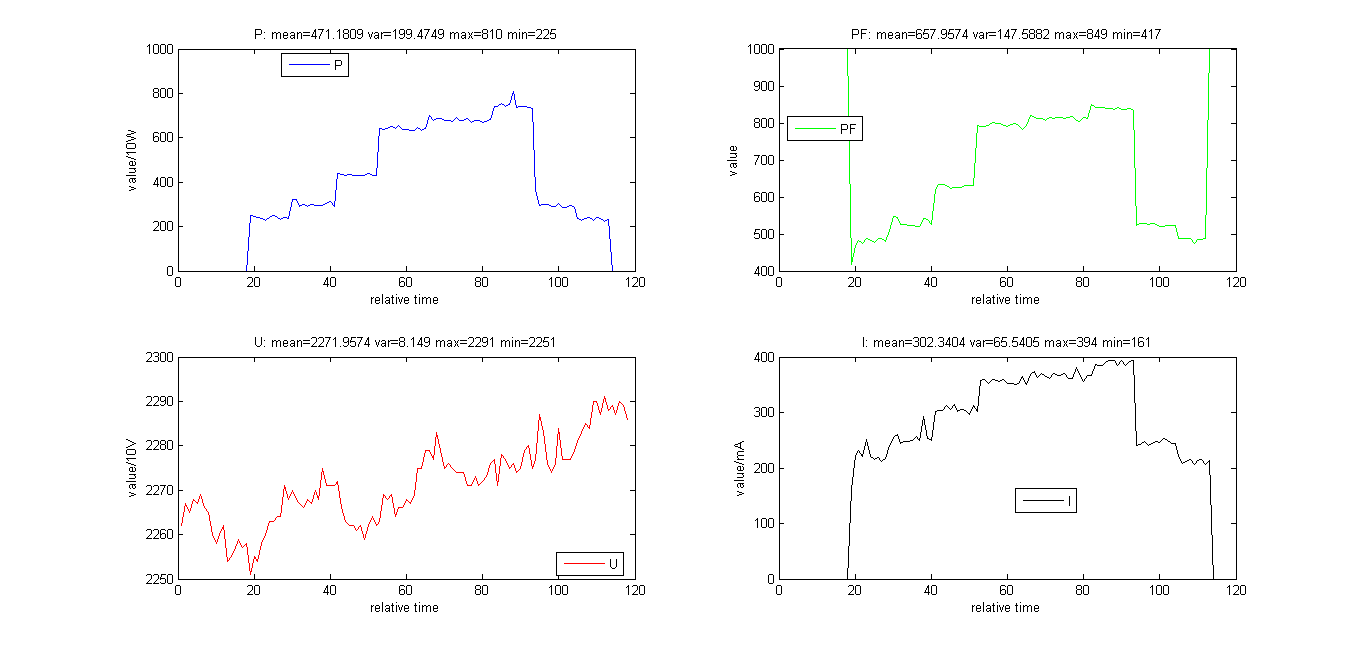 P: mean=471.1809 var=199.4749 max=810 min=225
1000
800
600
400
200
0
value/10W
P
0 20 40 60 80 100 120
relative time
PF: mean=657.9574 var=147.5882 max=849 min=417
1000
900
800
700
600
500
400
value
PF
0 20 40 60 80 100 120
relative time
U: mean=2271.9574 var=8.149 max=2291 min=2251
2300
2290
2280
2270
2260
2250
value/10V
U
0 20 40 60 80 100 120
relative time
I: mean=302.3404 var=65.5405 max=394 min=161
400
300
200
100
0
value/mA
I
0 20 40 60 80 100 120
relative time